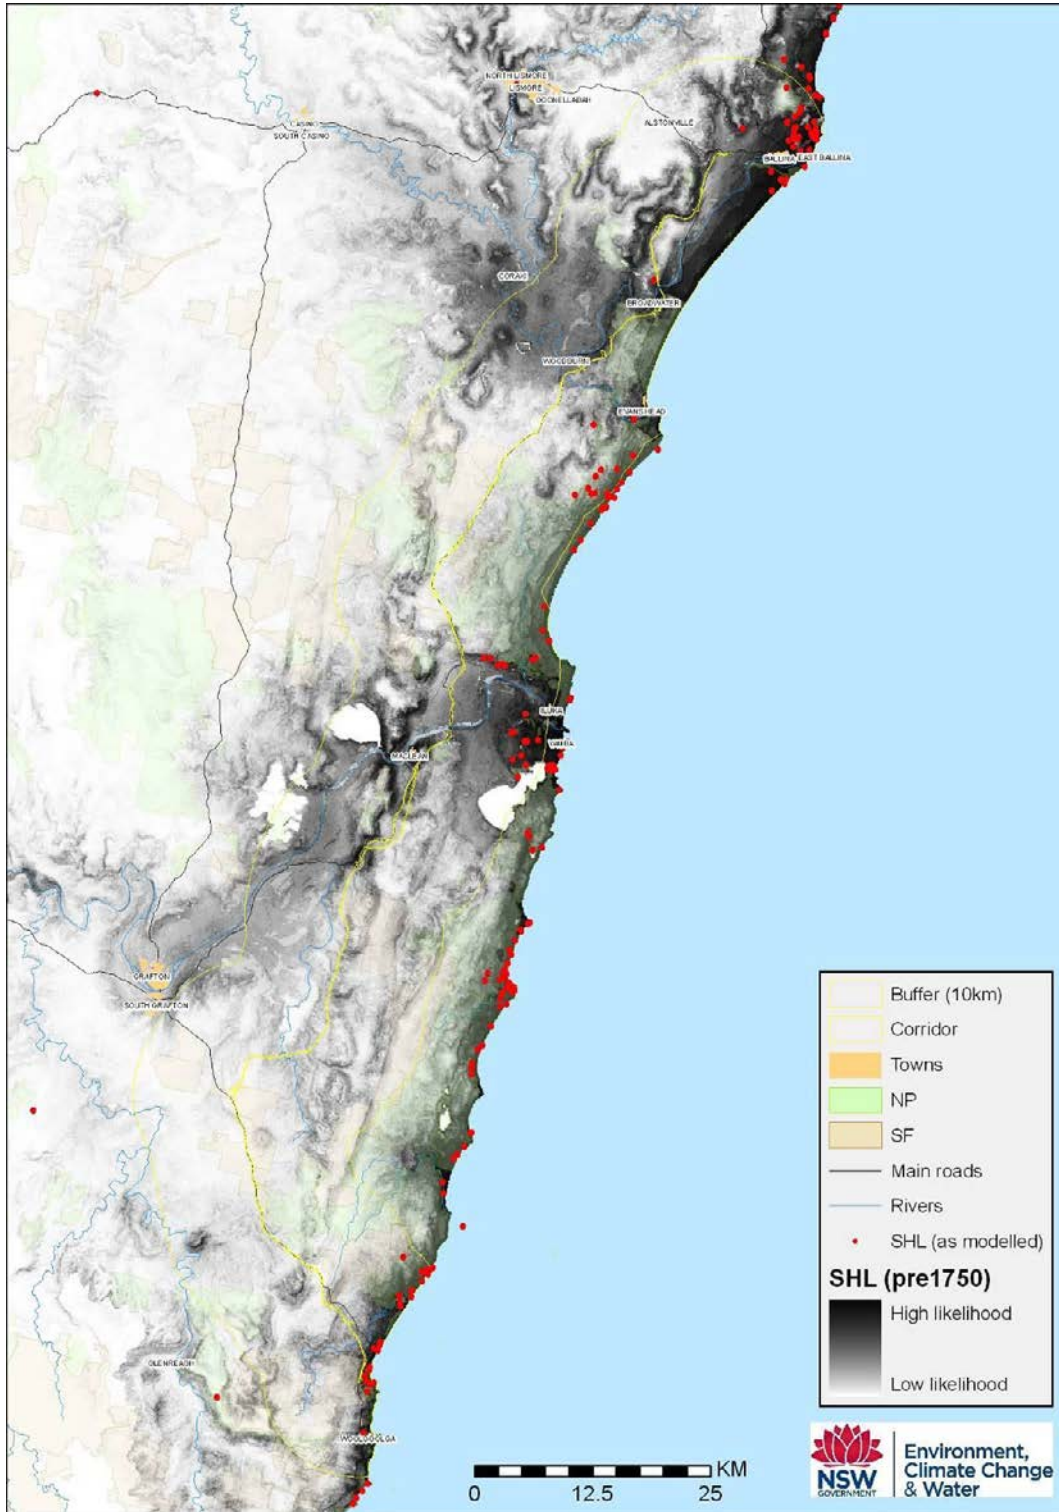 NORTH LISMORE
LISMORE
GOONELLABAH
ALSTONVILLE
CASINO
SOUTH CASINO
BALLINA
EAST BALLINA
CORAKI
BROADWATER
WOODBURN
EVANS HEAD
ILUKA
YAMBA
MACLEAN
GRAFTON
SOUTH GRAFTON
GLENREAGH
WOOLGOOLGA
Buffer (10km)
Corridor
Towns
NP
SF
Main roads
Rivers
SHL (as modelled)
SHL (pre1750)
High likelihood
Low likelihood
KM
0 12.5 25
NSW
GOVERNMENT
Environment,
Climate Change
& Water